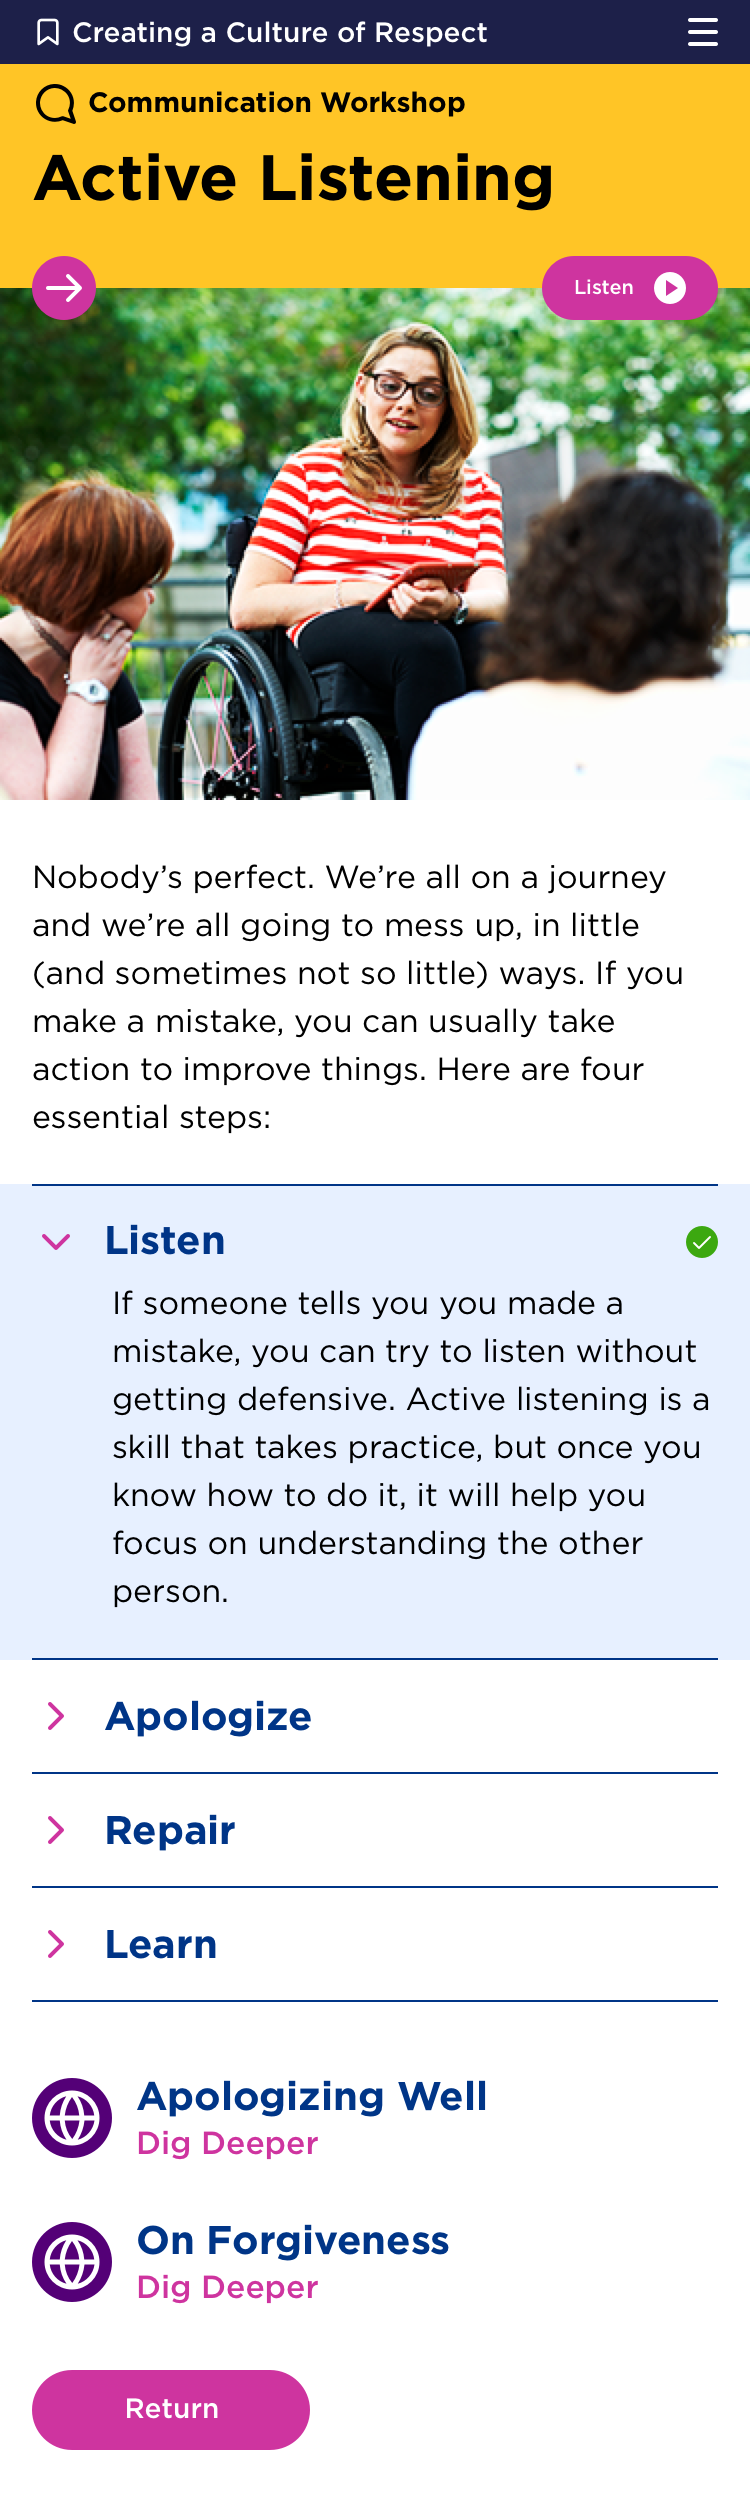 Creating a Culture of Respect
Communication Workshop
Active Listening
Listen
Nobody’s perfect. We’re all on a journey
and we’re all going to mess up, in little
(and sometimes not so little) ways. If you
make a mistake, you can usually take
action to improve things. Here are four
essential steps:
Listen
If someone tells you you made a
mistake, you can try to listen without
getting defensive. Active listening is a
skill that takes practice, but once you
know how to do it, it will help you
focus on understanding the other
person.
Apologize
Repair
Learn
Apologizing Well
Dig Deeper
On Forgiveness
Dig Deeper
Return